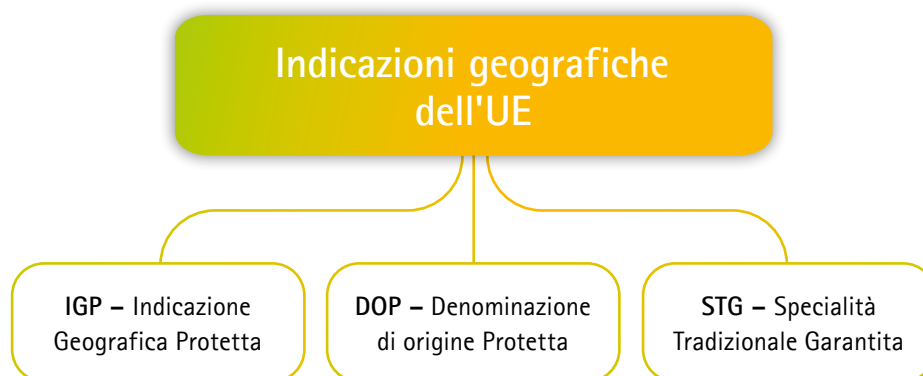 Indicazioni geografiche
dell'UE
IGP – Indicazione
Geografica Protetta
DOP – Denominazione
di origine Protetta
STG – Specialità
Tradizionale Garantita